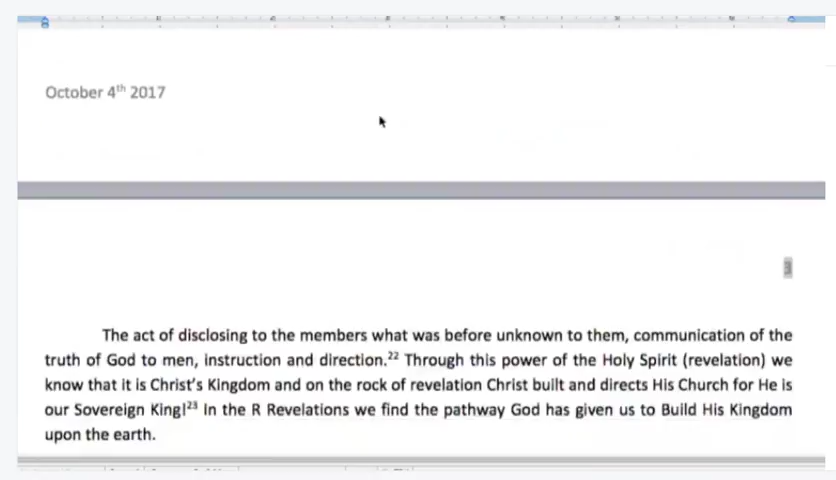 October 4th 2017
The act of disclosing to the members what was before unknown to them, communication of the
truth of God to men, instruction and direction.22 Through this power of the Holy Spirit (revelation) we
know that it is Christ's Kingdom and on the rock of revelation Christ built and directs His Church for He is
our Sovereign King!23 In the R Revelations we find the pathway God has given us to Build His Kingdom
upon the earth.